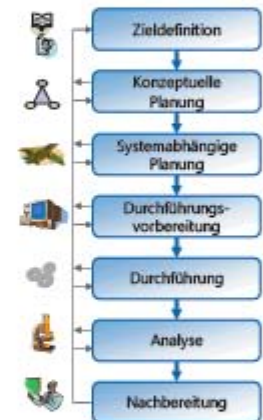 Zieldefinition
Konzeptuelle
Planung
Systemabhängige
Planung
Durchführungs-
vorbereitung
Durchführung
Analyse
Nachbereitung